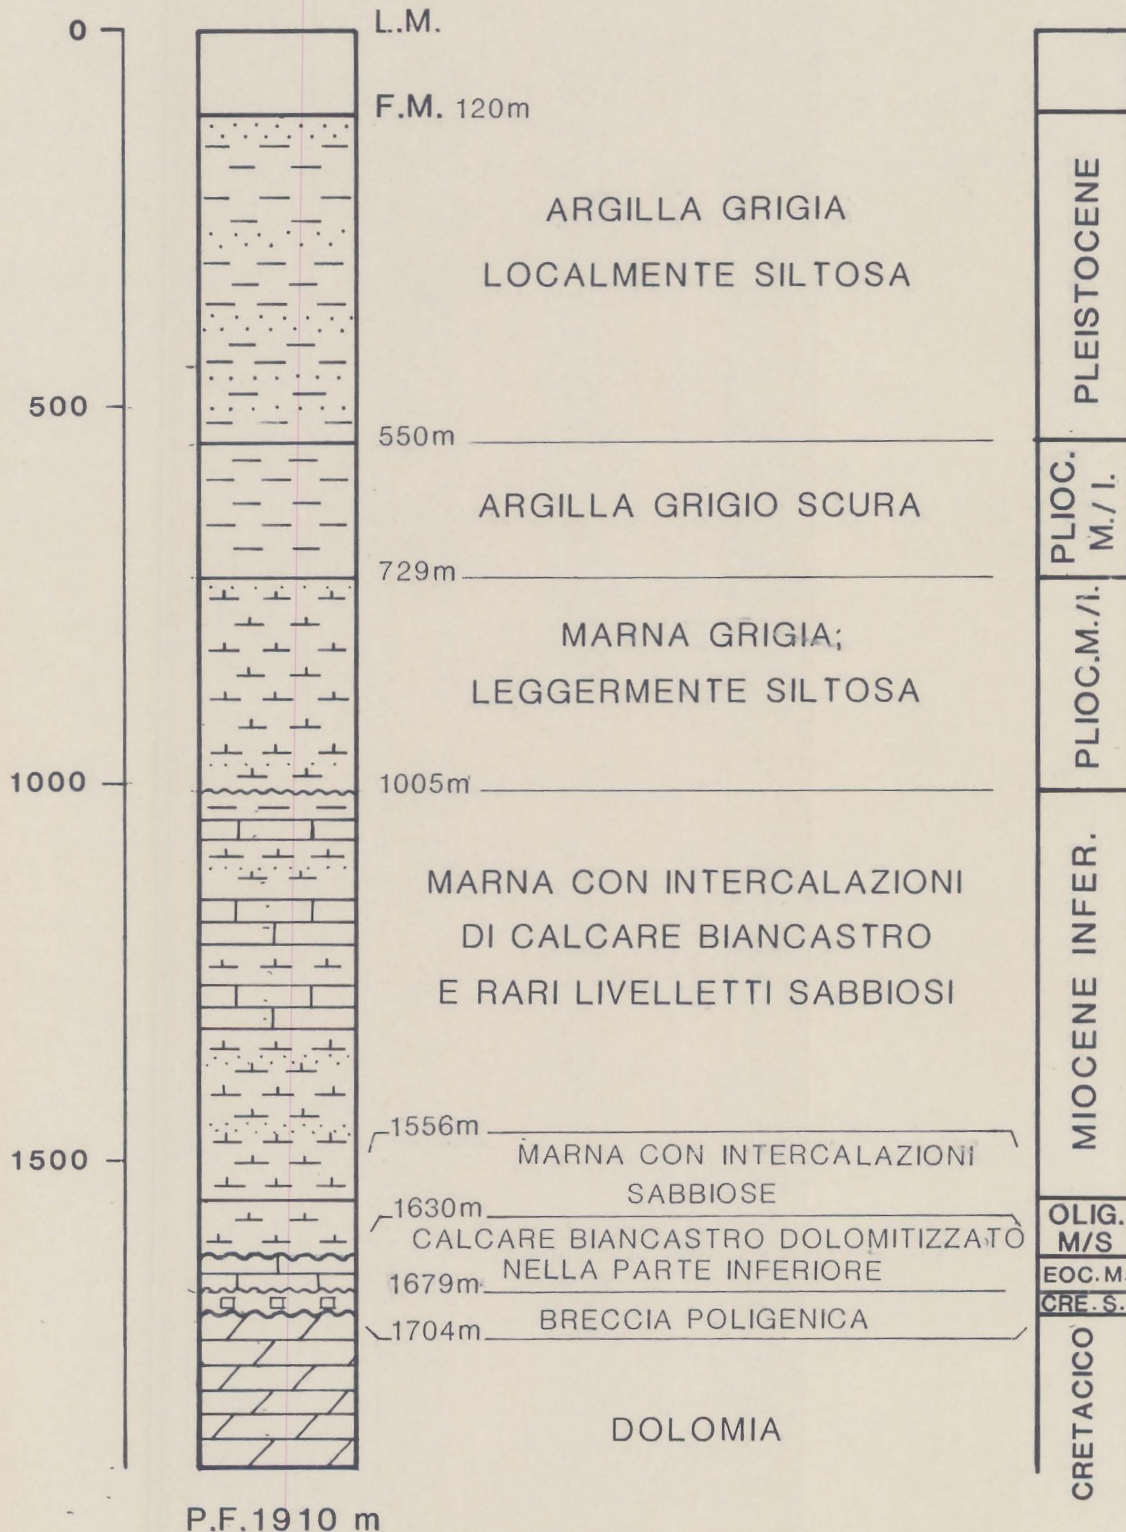 0
L.M.
F.M. 120m
ARGILLA GRIGIA
LOCALMENTE SILTOSA
500
550m
ARGILLA GRIGIO SCURA
729m
MARNA GRIGIA;
LEGGERMENTE SILTOSA
1000
1005m
MARNA CON INTERCALAZIONI
DI CALCARE BIANCASTRO
E RARI LIVELLETTI SABBIOSI
1500
1556m
MARNA CON INTERCALAZIONI
SABBIOSE
1630m
CALCARE BIANCASTRO DOLOMITIZZATO
NELLA PARTE INFERIORE
1679m
BRECCIA POLIGENICA
1704m
DOLOMIA
P.F.1910 m
PLEISTOCENE
PLIOC.
M./I.
PLIOC.M./I.
MIOCENE INFER.
OLIG.
M/S
EOC.M.
CRE.S.
CRETACICO